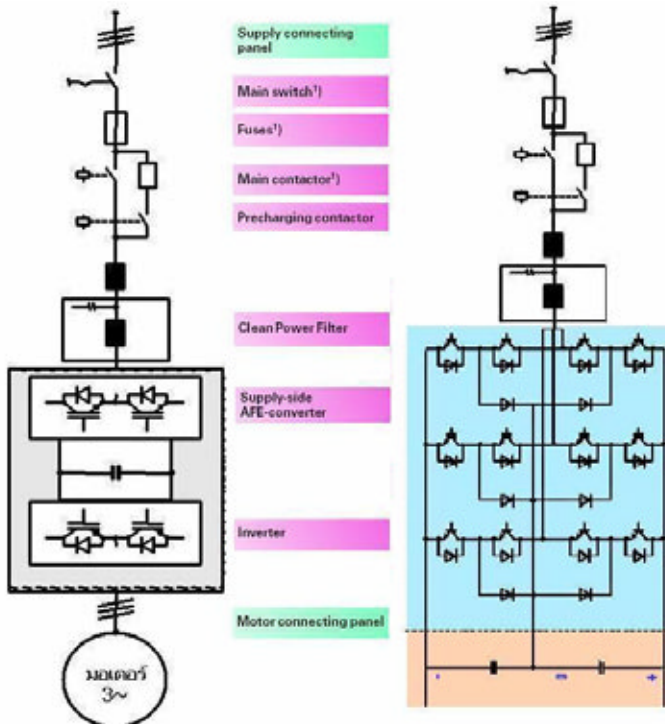 Supply connecting
panel
Main switch¹)
Fuses¹)
Main contactor¹)
Precharging contactor
Clean Power Filter
Supply-side
AFE-converter
Inverter
Motor connecting panel
มอเตอร์
3~